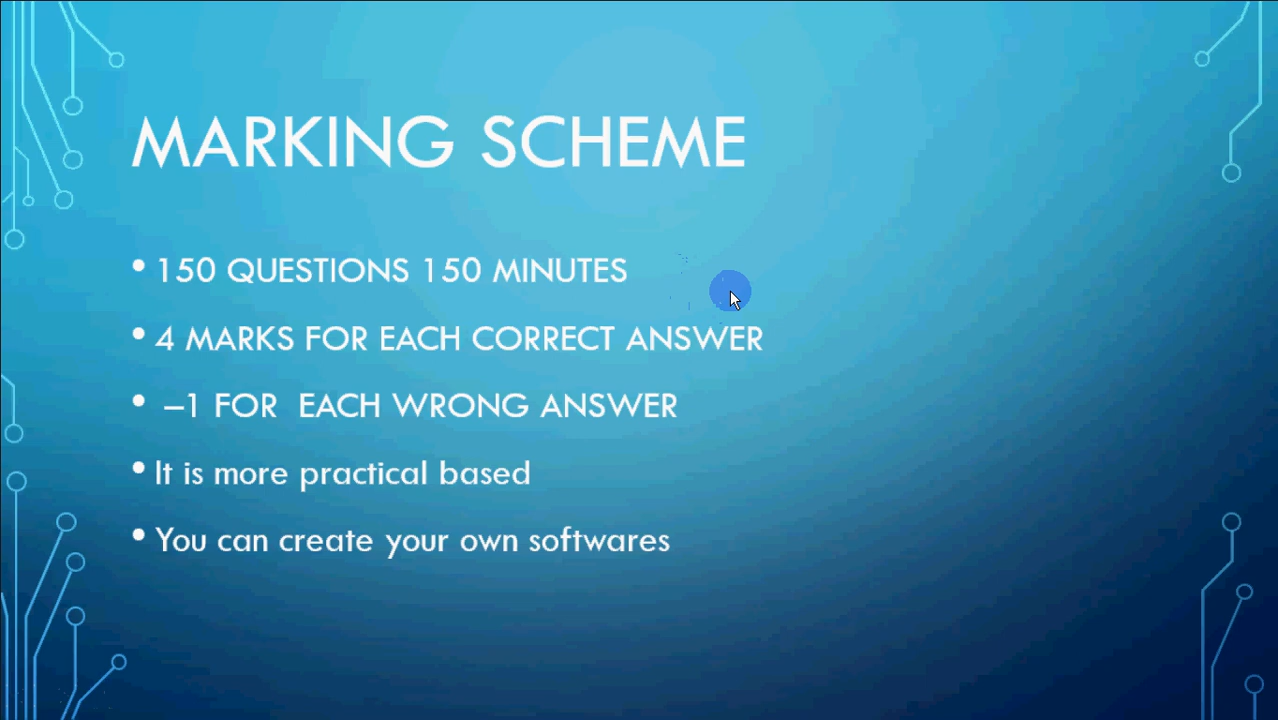 MARKING SCHEME
• 150 QUESTIONS 150 MINUTES
• 4 MARKS FOR EACH CORRECT ANSWER
• –1 FOR  EACH WRONG ANSWER
• It is more practical based
• You can create your own softwares